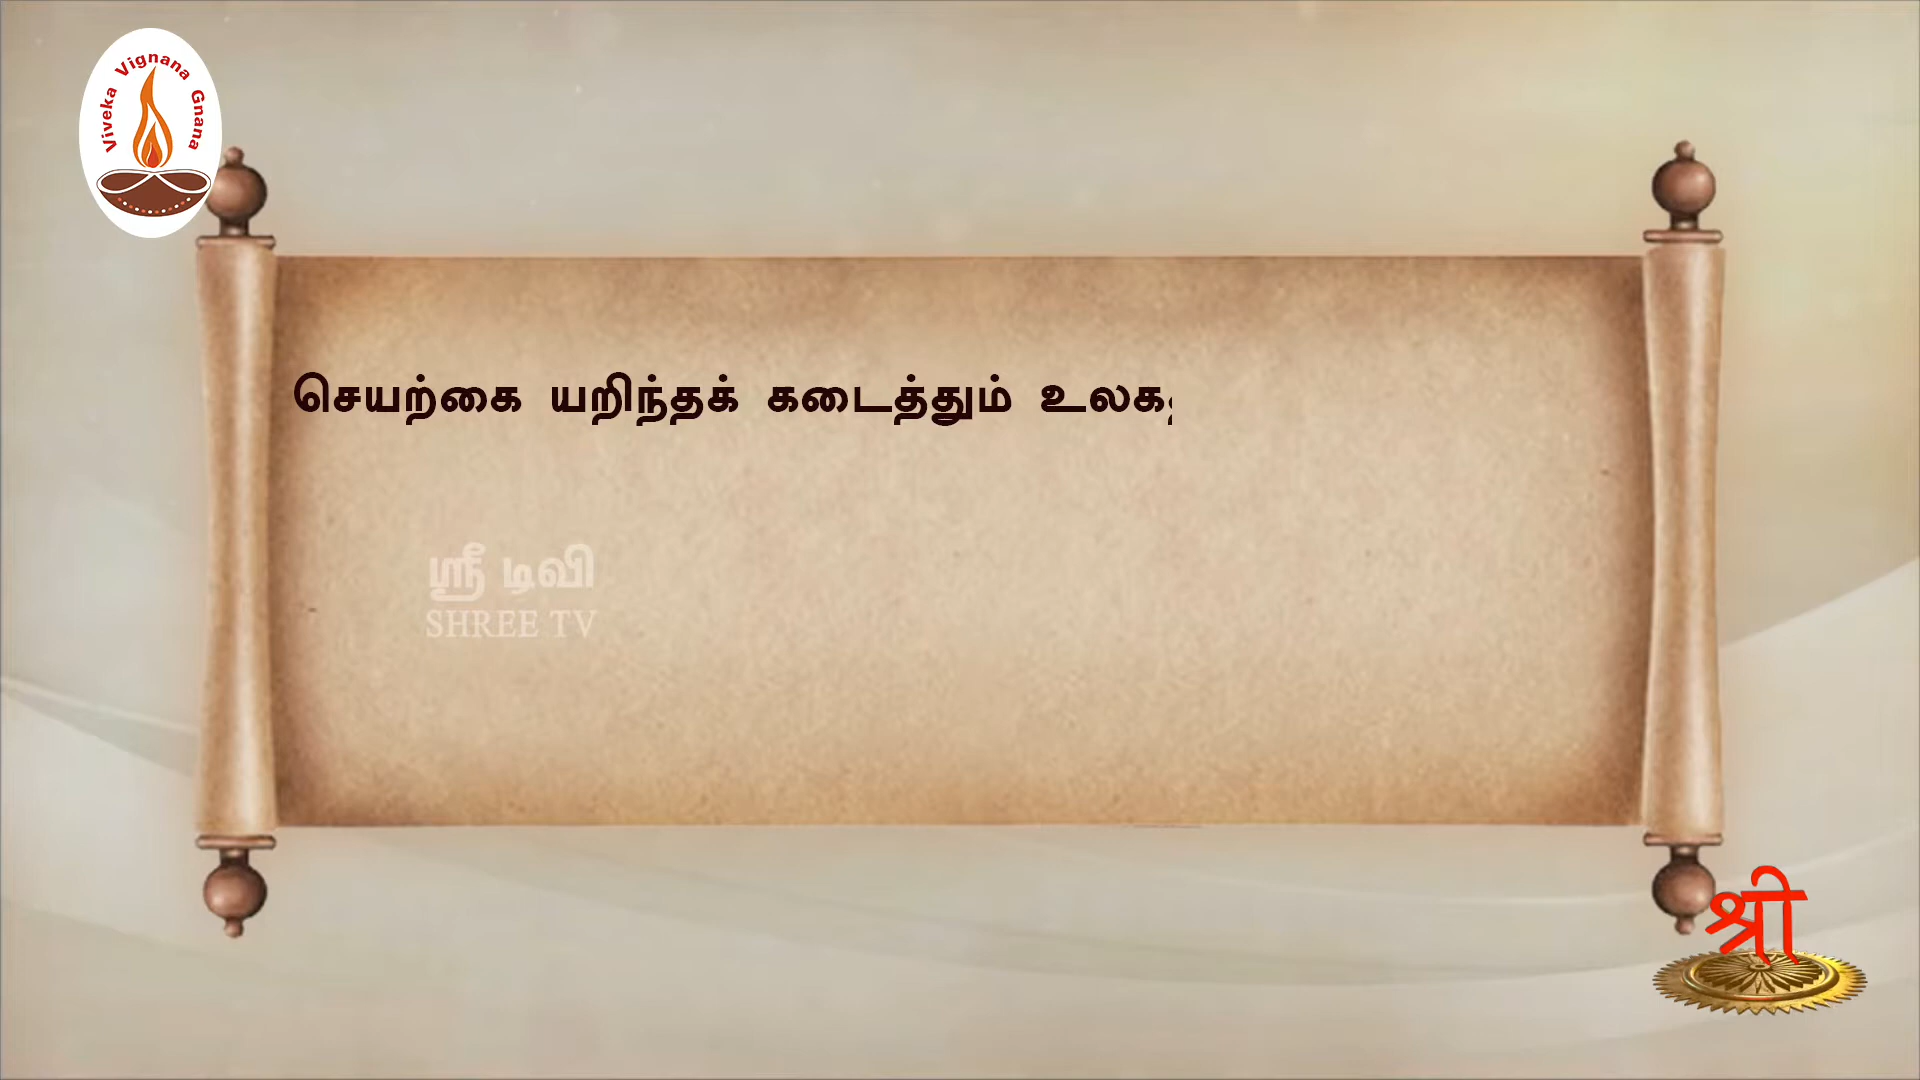 Viveka Vignana Gnana
செயற்கை யறிந்தக் கடைத்தும் உலக
ஸ்ரீ டிவி
SHREE TV
श्री